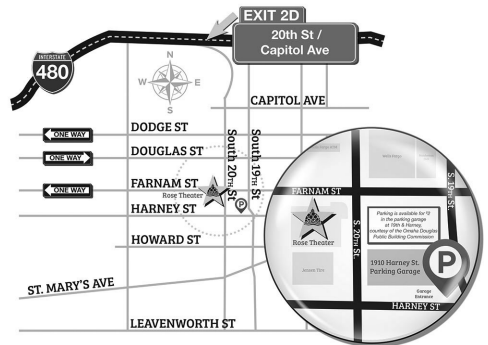 EXIT 2D
20th St /
Capitol Ave
INTERSTATE
480
N
W
E
S
CAPITOL AVE
DODGE ST
ONE WAY
DOUGLAS ST
ONE WAY
South 20TH St
South 19TH St
FARNAM ST
ONE WAY
Rose Theater
P
HARNEY ST
HOWARD ST
ST. MARY'S AVE
LEAVENWORTH ST
FARNAM ST
S. 19TH St.
S. 20TH St.
Rose Theater
Parking is available for
in the parking garage
at 19th & Harney,
courtesy of the Omaha Douglas
Public Building Commission
1910 Harney St.
Parking Garage
P
Garage
Entrance
HARNEY ST